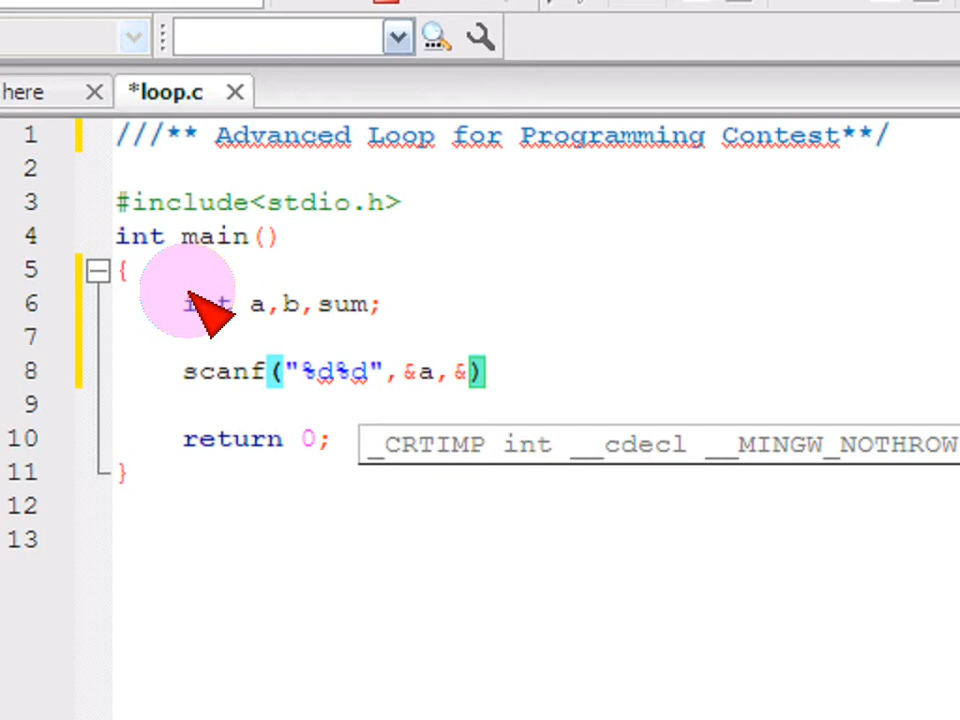 here
*loop.c
1 ///** Advanced Loop for Programming Contest**/
2
3 #include<stdio.h>
4 int main()
5 {
6 int a,b,sum;
7
8 scanf("%d%d",&a,&)
9
10 return 0;
_CRTIMP int __cdecl __MINGW_NOTHROW
11 }
12
13